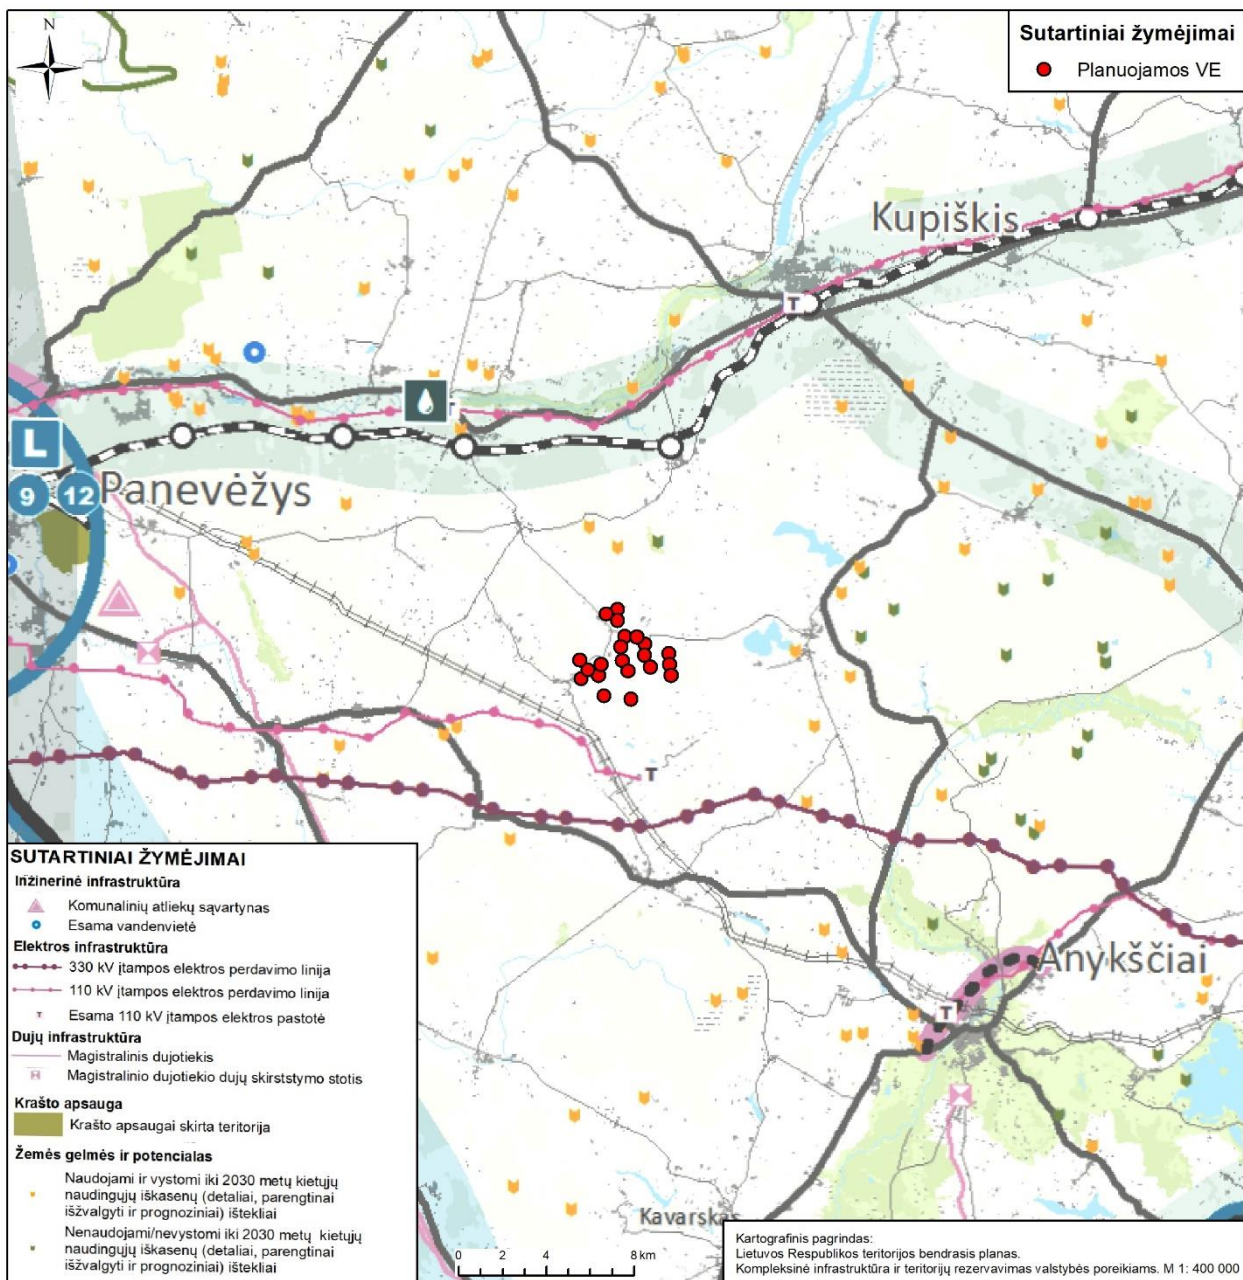 N
Sutartiniai žymėjimai
Planuojamos VE
Kupiškis
T
T
L
9
12
Panevėžys
T
Anykščiai
T
Kavarskas
SUTARTINIAI ŽYMĖJIMAI
Inžinerinė infrastruktūra
Komunalinių atliekų sąvartynas
Esama vandenvietė
Elektros infrastruktūra
330 kV įtampos elektros perdavimo linija
110 kV įtampos elektros perdavimo linija
T Esama 110 kV įtampos elektros pastotė
Dujų infrastruktūra
Magistralinis dujotiekis
Magistralinio dujotiekio dujų skirststymo stotis
Krašto apsauga
Krašto apsaugai skirta teritorija
Žemės gelmės ir potencialas
Naudojami ir vystomi iki 2030 metų kietųjų
naudingųjų iškasenų (detaliai, parengtinai
išžvalgyti ir prognoziniai) ištekliai
Nenaudojami/nevystomi iki 2030 metų kietųjų
naudingųjų iškasenų (detaliai, parengtinai
išžvalgyti ir prognoziniai) ištekliai
0 2 4 8 km
Kartografinis pagrindas:
Lietuvos Respublikos teritorijos bendrasis planas.
Kompleksinė infrastruktūra ir teritorijų rezervavimas valstybės poreikiams. M 1: 400 000